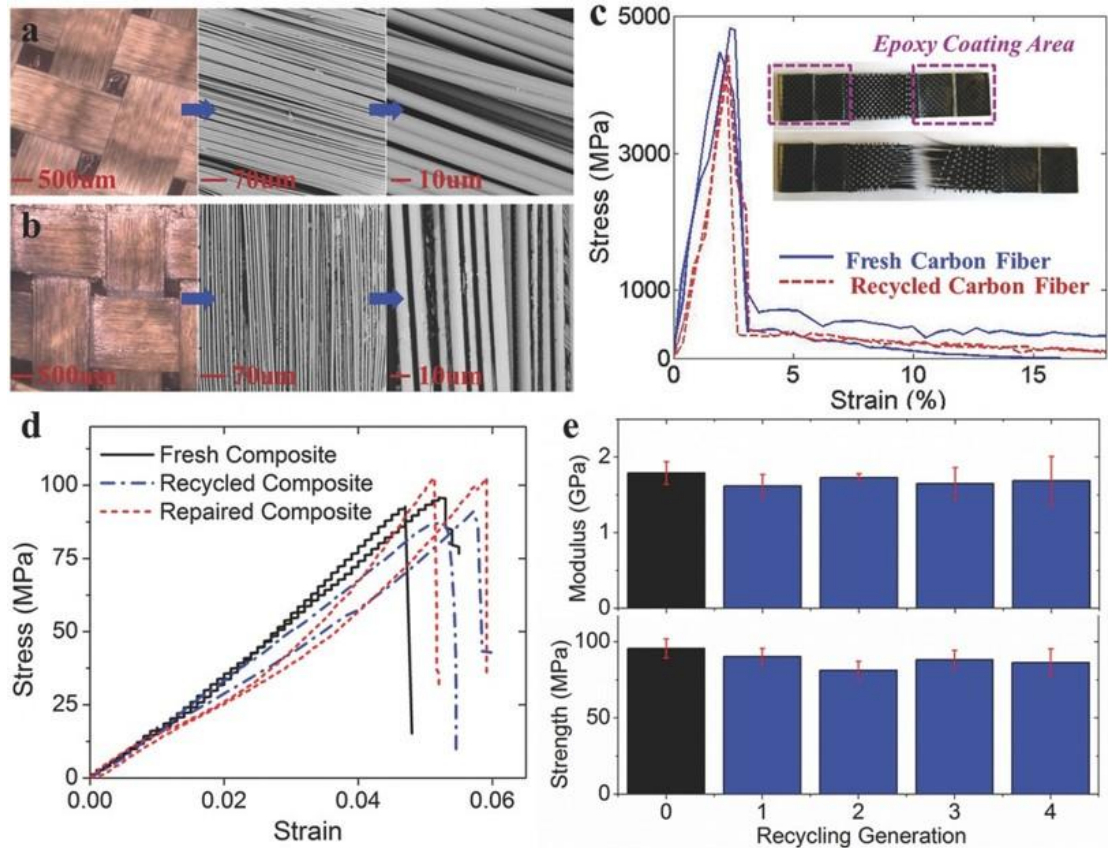 a
500um
70um
10um
b
500um
70um
10um
c
5000
3000
1000
0
Stress (MPa)
Epoxy Coating Area
Fresh Carbon Fiber
Recycled Carbon Fiber
0
5
10
15
Strain (%)
d
100
75
50
25
0
Stress (MPa)
Fresh Composite
Recycled Composite
Repaired Composite
0.00
0.02
0.04
0.06
Strain
e
2
1
0
Modulus (GPa)
100
50
0
Strength (MPa)
0
1
2
3
4
Recycling Generation